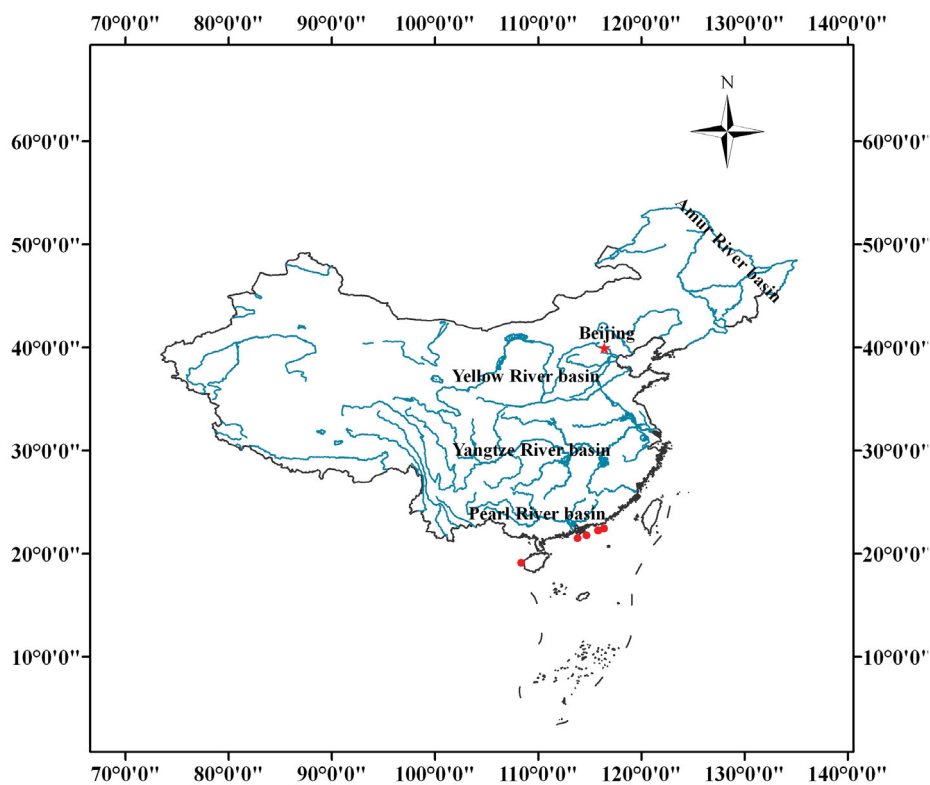 70°0'0" 80°0'0" 90°0'0" 100°0'0" 110°0'0" 120°0'0" 130°0'0" 140°0'0"
N
60°0'0" 60°0'0"
Amur River basin
50°0'0" 50°0'0"
Beijing
40°0'0" 40°0'0"
Yellow River basin
30°0'0" Yangtze River basin 30°0'0"
Pearl River basin
20°0'0" 20°0'0"
10°0'0" 10°0'0"
70°0'0" 80°0'0" 90°0'0" 100°0'0" 110°0'0" 120°0'0" 130°0'0" 140°0'0"